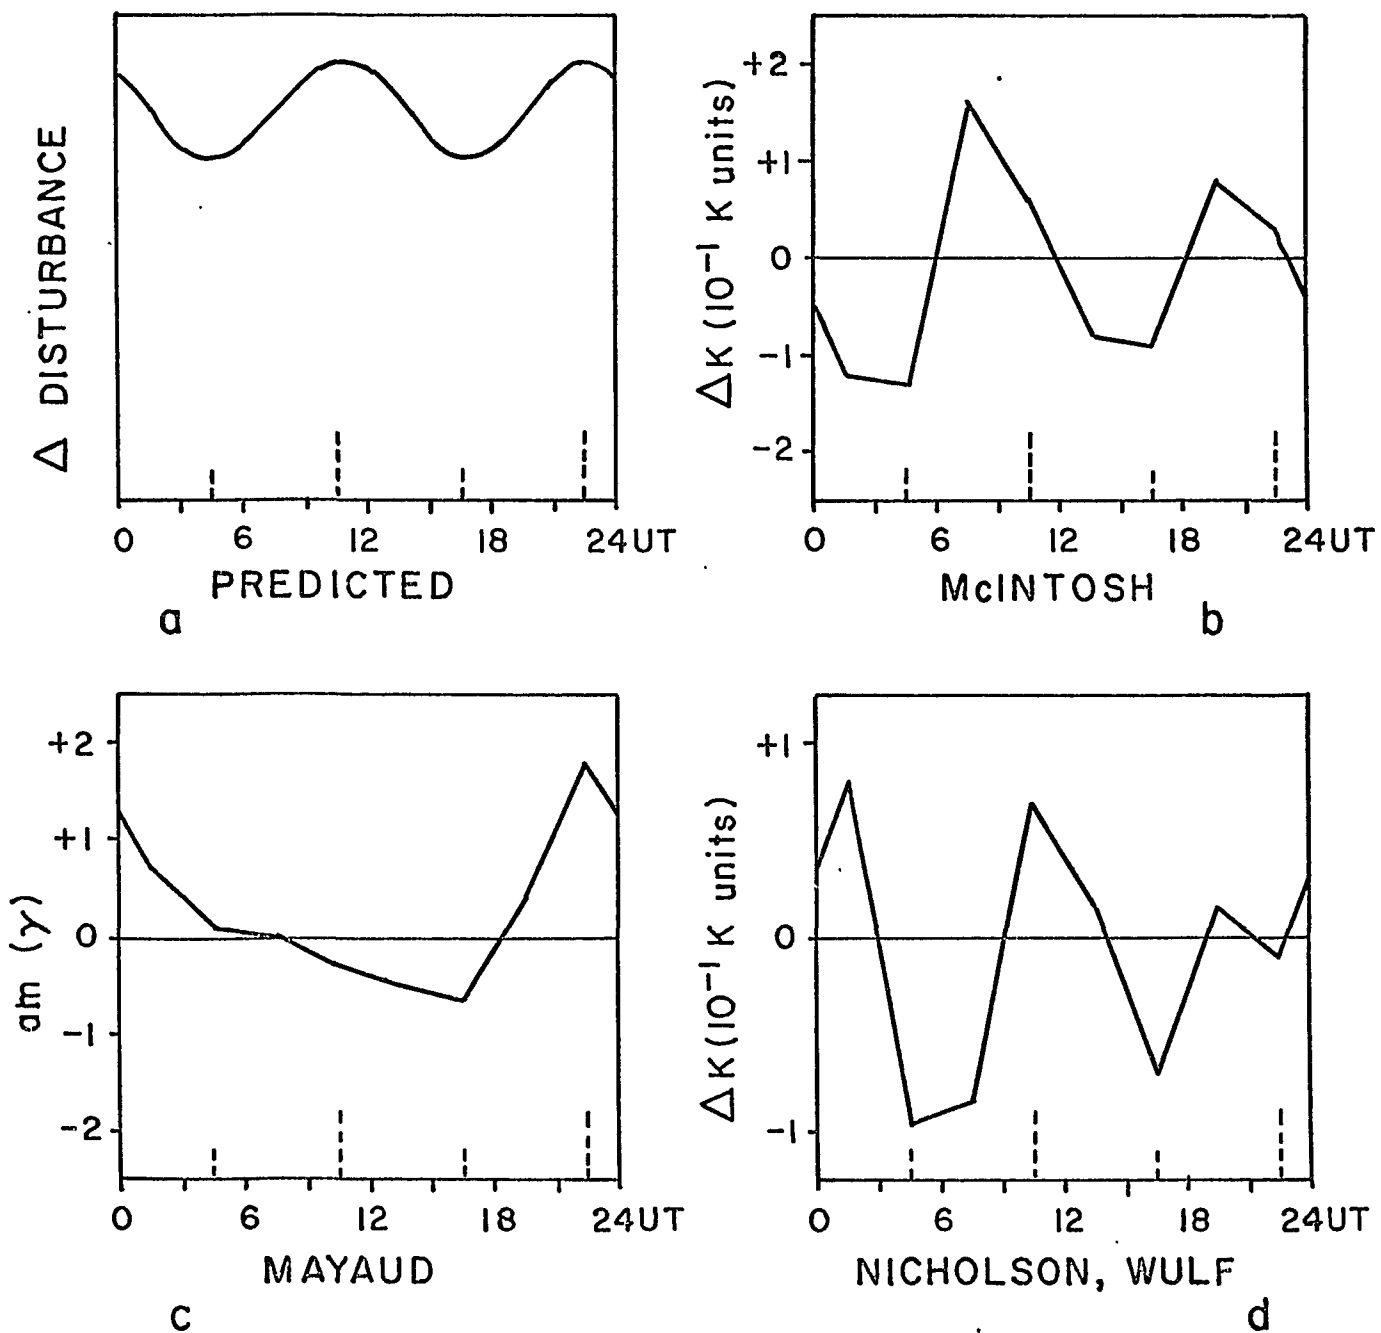 Δ DISTURBANCE
0 6 12 18 24UT
PREDICTED
a
ΔK (10⁻¹ K units)
+2
+1
0
-1
-2
0 6 12 18 24UT
McINTOSH
b
am (γ)
+2
+1
0
-1
-2
0 6 12 18 24UT
MAYAUD
c
ΔK (10⁻¹ K units)
+1
0
-1
0 6 12 18 24UT
NICHOLSON, WULF
d